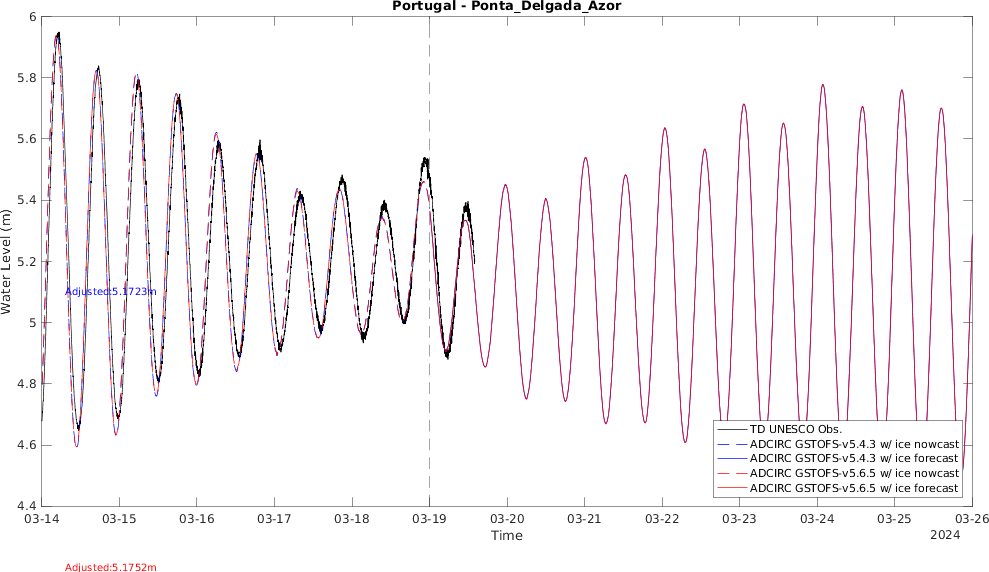 Portugal - Ponta_Delgada_Azor
6
5.8
5.6
5.4
5.2
5
4.8
4.6
4.4
Water Level (m)
Adjusted:5.1723m
TD UNESCO Obs.
ADCIRC GSTOFS-v5.4.3 w/ ice nowcast
ADCIRC GSTOFS-v5.4.3 w/ ice forecast
ADCIRC GSTOFS-v5.6.5 w/ ice nowcast
ADCIRC GSTOFS-v5.6.5 w/ ice forecast
03-14 03-15 03-16 03-17 03-18 03-19 03-20 03-21 03-22 03-23 03-24 03-25 03-26
Time
2024
Adjusted:5.1752m